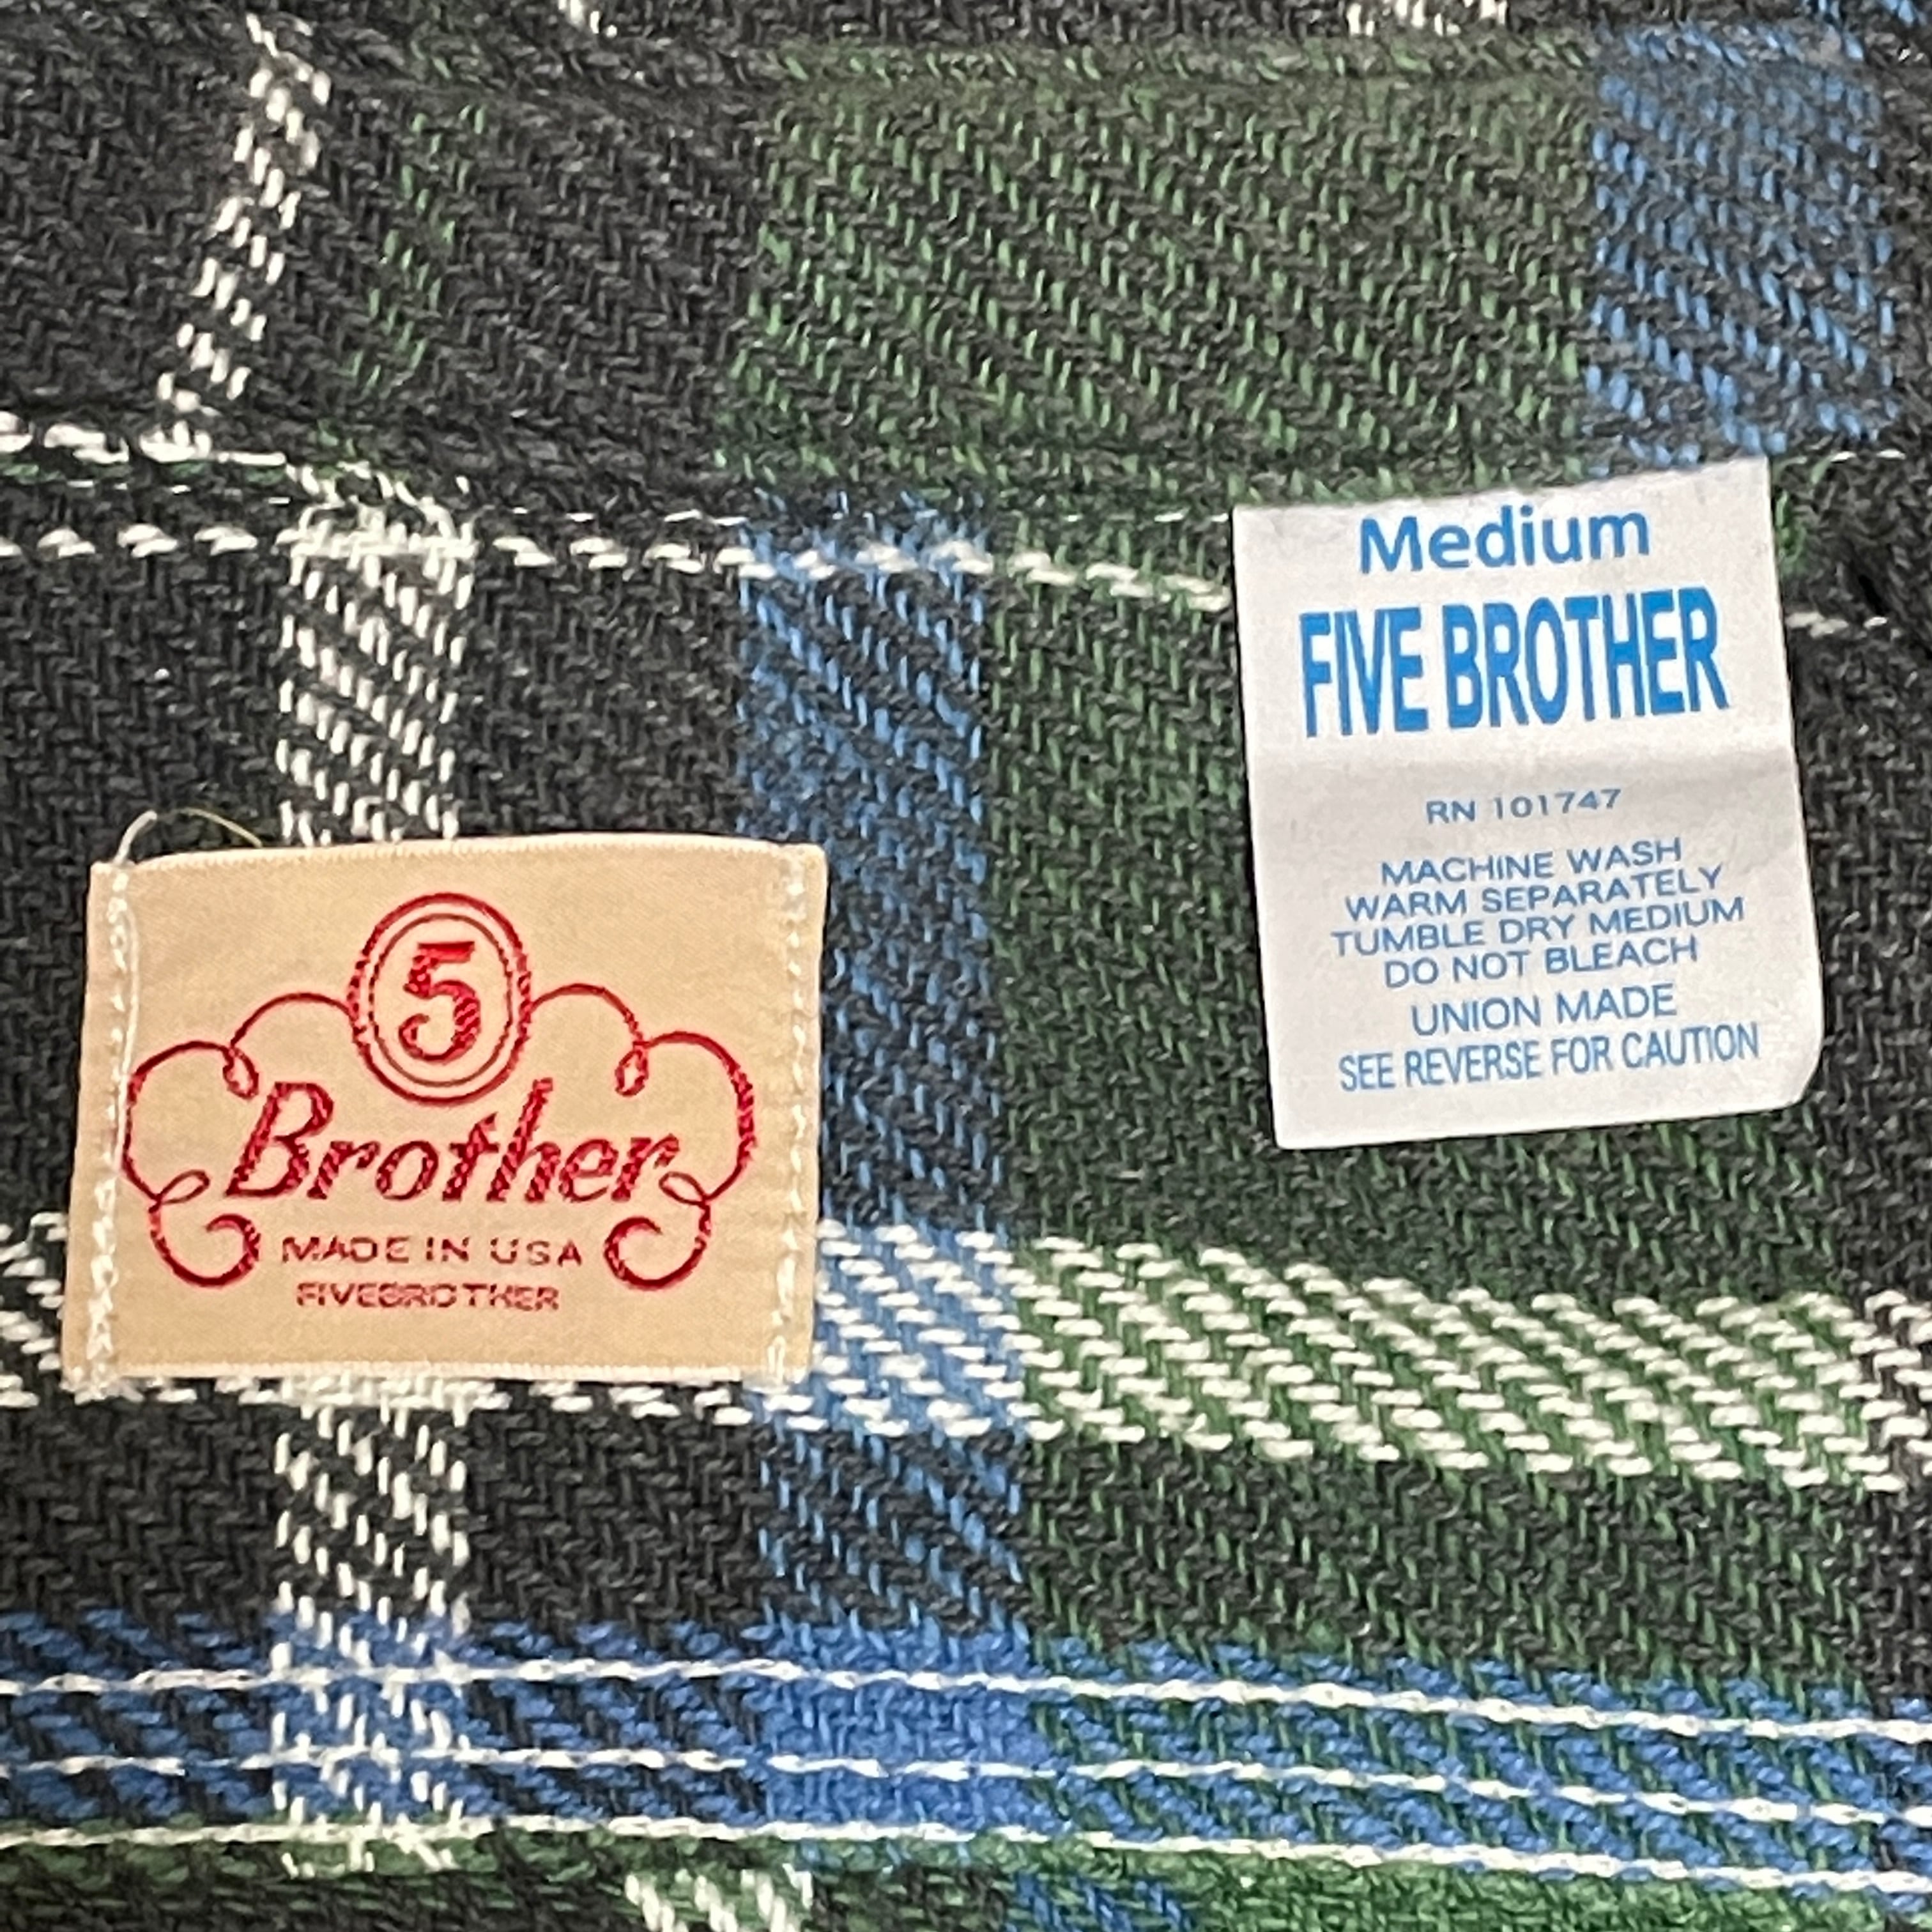 5
Brother
MADE IN USA
FIVEBROTHER
Medium
FIVE BROTHER
RN 101747
MACHINE WASH
WARM SEPARATELY
TUMBLE DRY MEDIUM
DO NOT BLEACH
UNION MADE
SEE REVERSE FOR CAUTION